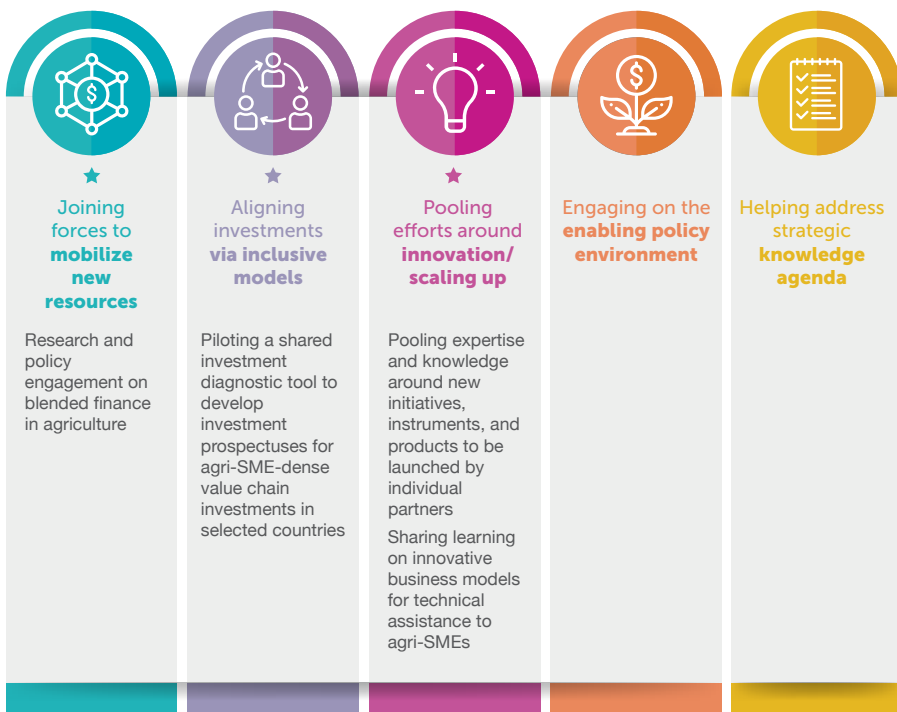 Joining
forces to
mobilize
new
resources
Research and
policy
engagement on
blended finance
in agriculture
Aligning
investments
via inclusive
models
Piloting a shared
investment
diagnostic tool to
develop
investment
prospectuses for
agri-SME-dense
value chain
investments in
selected countries
Pooling
efforts around
innovation/
scaling up
Pooling expertise
and knowledge
around new
initiatives,
instruments, and
products to be
launched by
individual
partners
Sharing learning
on innovative
business models
for technical
assistance to
agri-SMEs
Engaging on the
enabling policy
environment
Helping address
strategic
knowledge
agenda